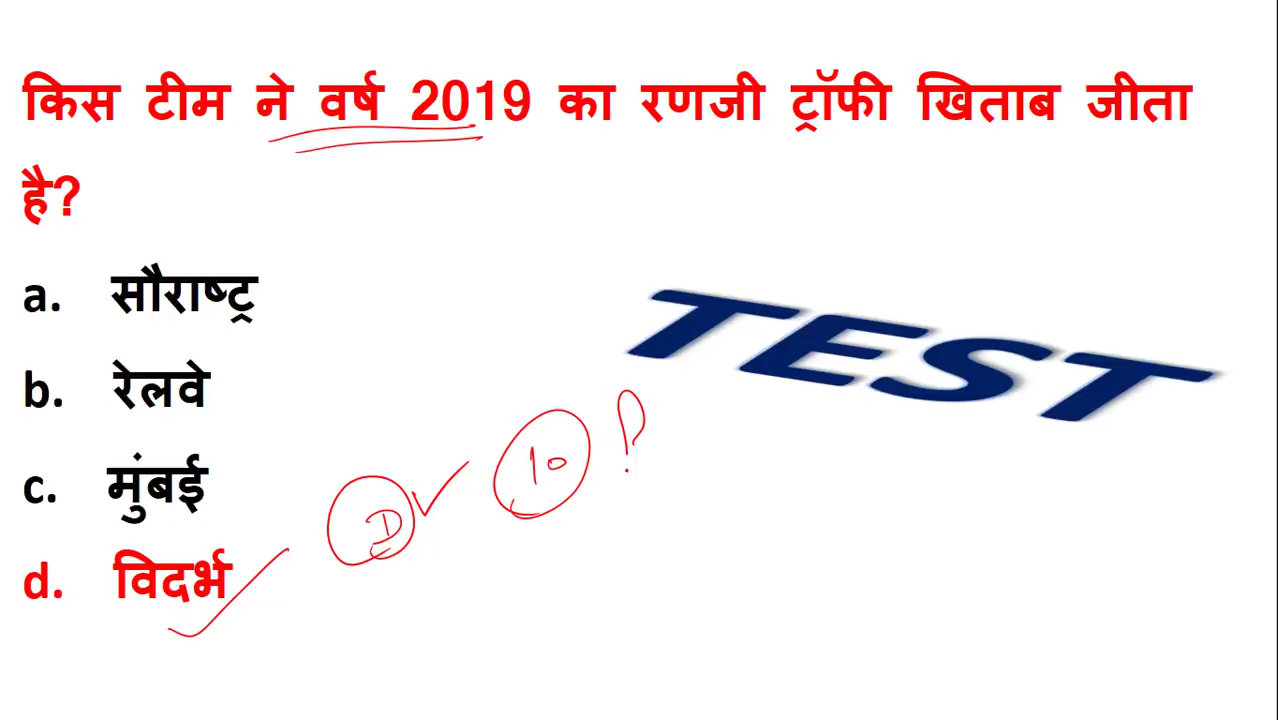 किस टीम ने वर्ष 2019 का रणजी ट्रॉफी खिताब जीता
है?
a. सौराष्ट्र
b. रेलवे
c. मुंबई
d. विदर्भ
TEST
D
10 ?